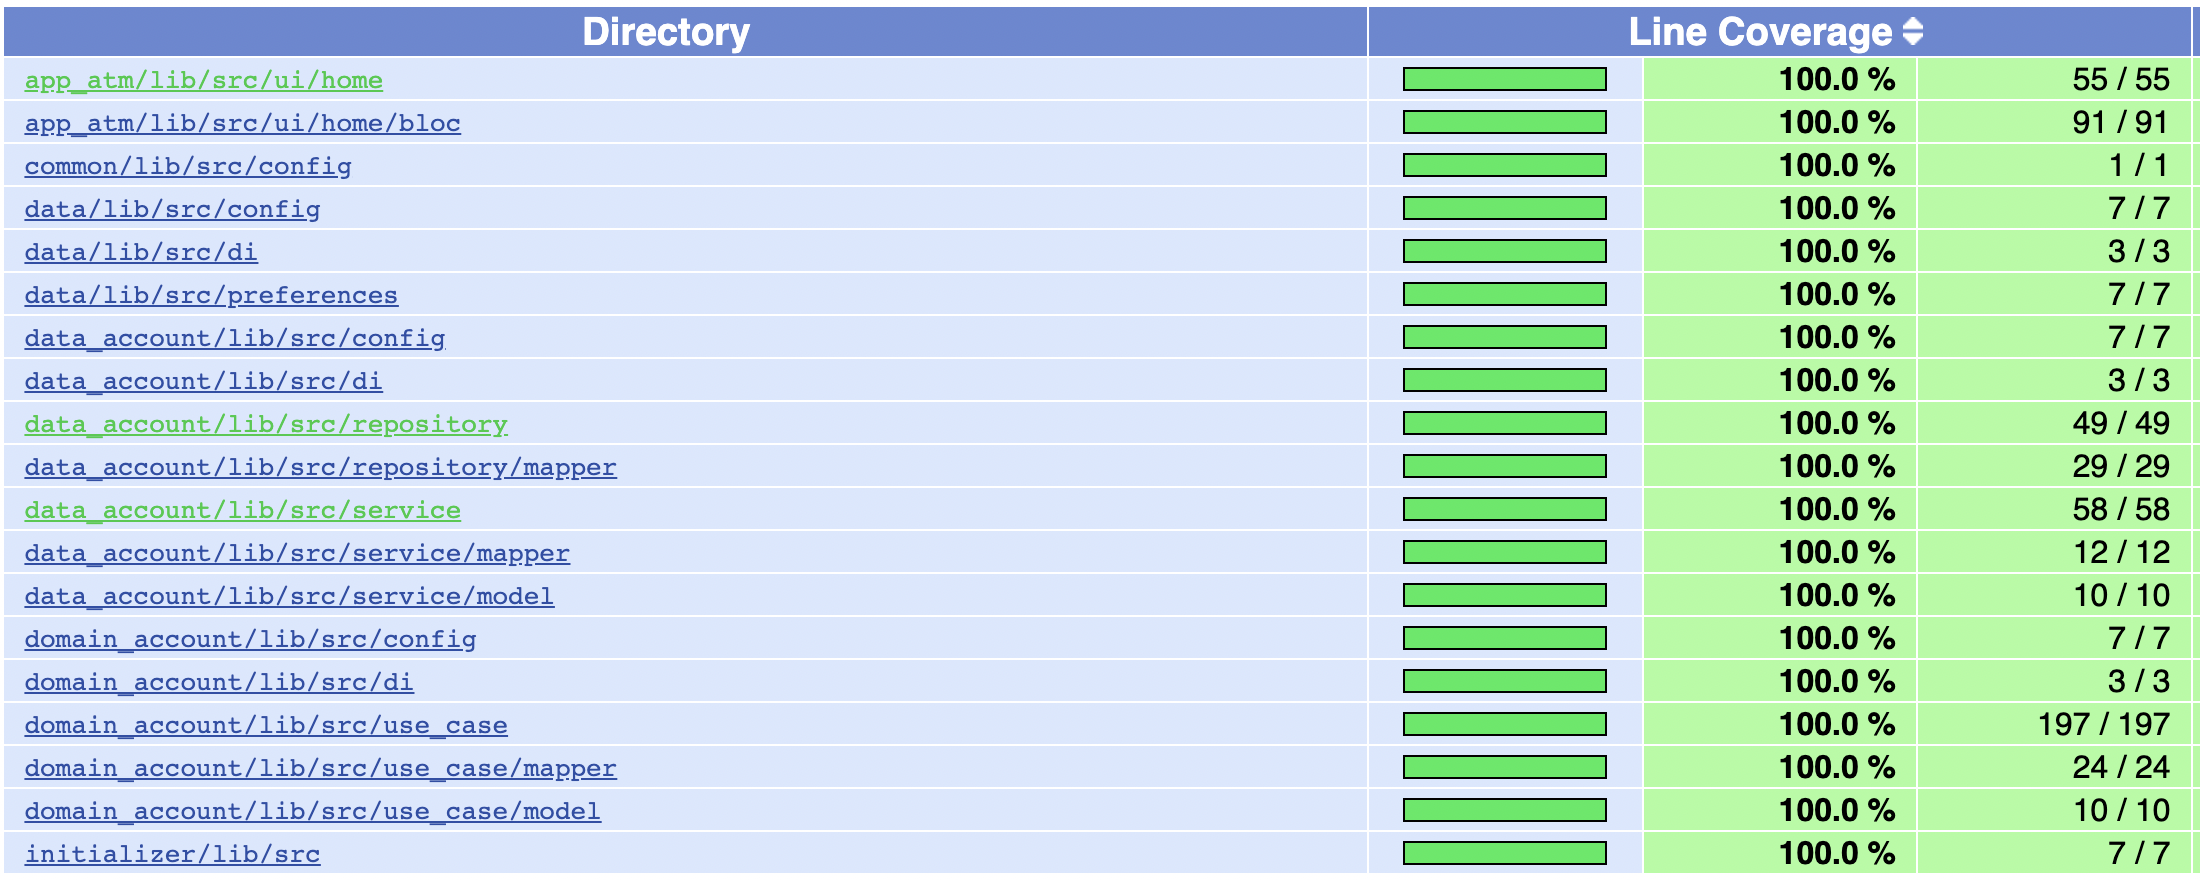 Directory Line Coverage
app_atm/lib/src/ui/home 100.0 % 55 / 55
app_atm/lib/src/ui/home/bloc 100.0 % 91 / 91
common/lib/src/config 100.0 % 1 / 1
data/lib/src/config 100.0 % 7 / 7
data/lib/src/di 100.0 % 3 / 3
data/lib/src/preferences 100.0 % 7 / 7
data_account/lib/src/config 100.0 % 7 / 7
data_account/lib/src/di 100.0 % 3 / 3
data_account/lib/src/repository 100.0 % 49 / 49
data_account/lib/src/repository/mapper 100.0 % 29 / 29
data_account/lib/src/service 100.0 % 58 / 58
data_account/lib/src/service/mapper 100.0 % 12 / 12
data_account/lib/src/service/model 100.0 % 10 / 10
domain_account/lib/src/config 100.0 % 7 / 7
domain_account/lib/src/di 100.0 % 3 / 3
domain_account/lib/src/use_case 100.0 % 197 / 197
domain_account/lib/src/use_case/mapper 100.0 % 24 / 24
domain_account/lib/src/use_case/model 100.0 % 10 / 10
initializer/lib/src 100.0 % 7 / 7